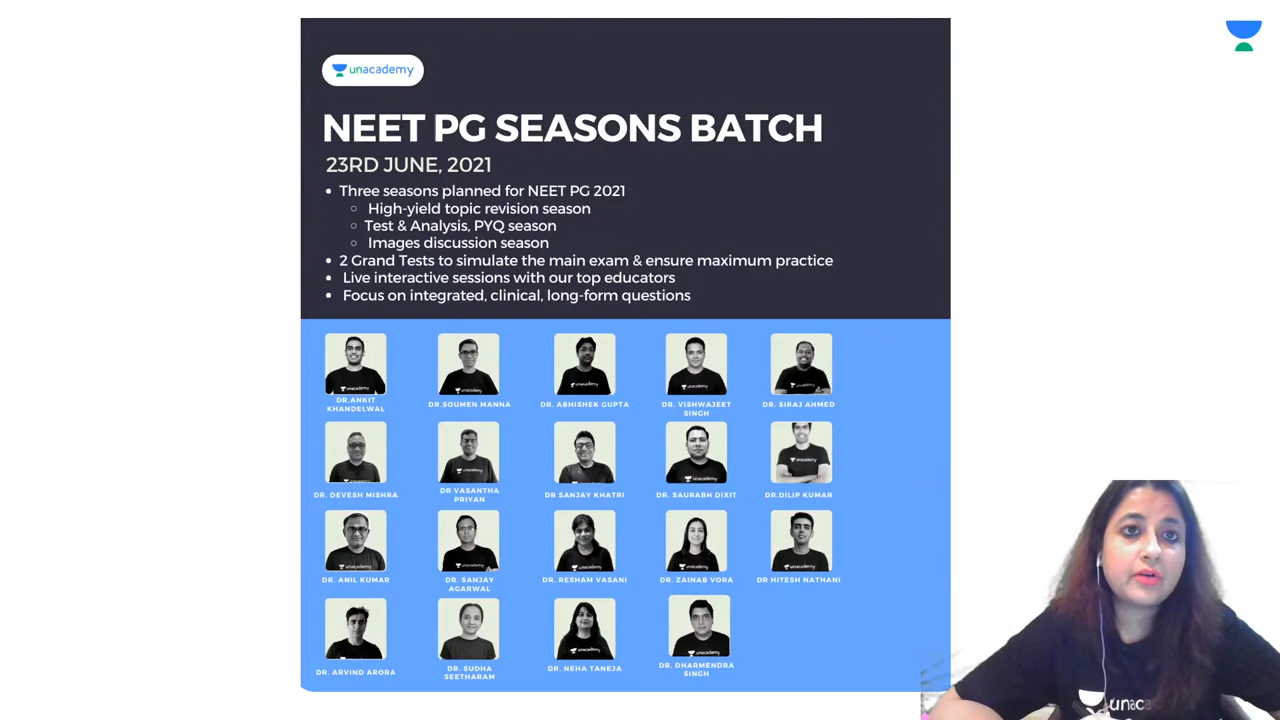 unacademy
NEET PG SEASONS BATCH
23RD JUNE, 2021
• Three seasons planned for NEET PG 2021
○ High-yield topic revision season
○ Test & Analysis, PYQ season
○ Images discussion season
• 2 Grand Tests to simulate the main exam & ensure maximum practice
• Live interactive sessions with our top educators
• Focus on integrated, clinical, long-form questions
DR.ANKIT
KHANDELWAL
DR.SOUMEN MANNA
DR. ABHISHEK GUPTA
DR. VISHWAJEET
SINGH
DR. SIRAJ AHMED
DR. DEVESH MISHRA
DR VASANTHA
PRIYAN
DR SANJAY KHATRI
DR. SAURABH DIXIT
DR.DILIP KUMAR
DR. ANIL KUMAR
DR. SANJAY
AGARWAL
DR. RESHAM VASANI
DR. ZAINAB VORA
DR HITESH NATHANI
DR. ARVIND ARORA
DR. SUDHA
SEETHARAM
DR. NEHA TANEJA
DR. DHARMENDRA
SINGH